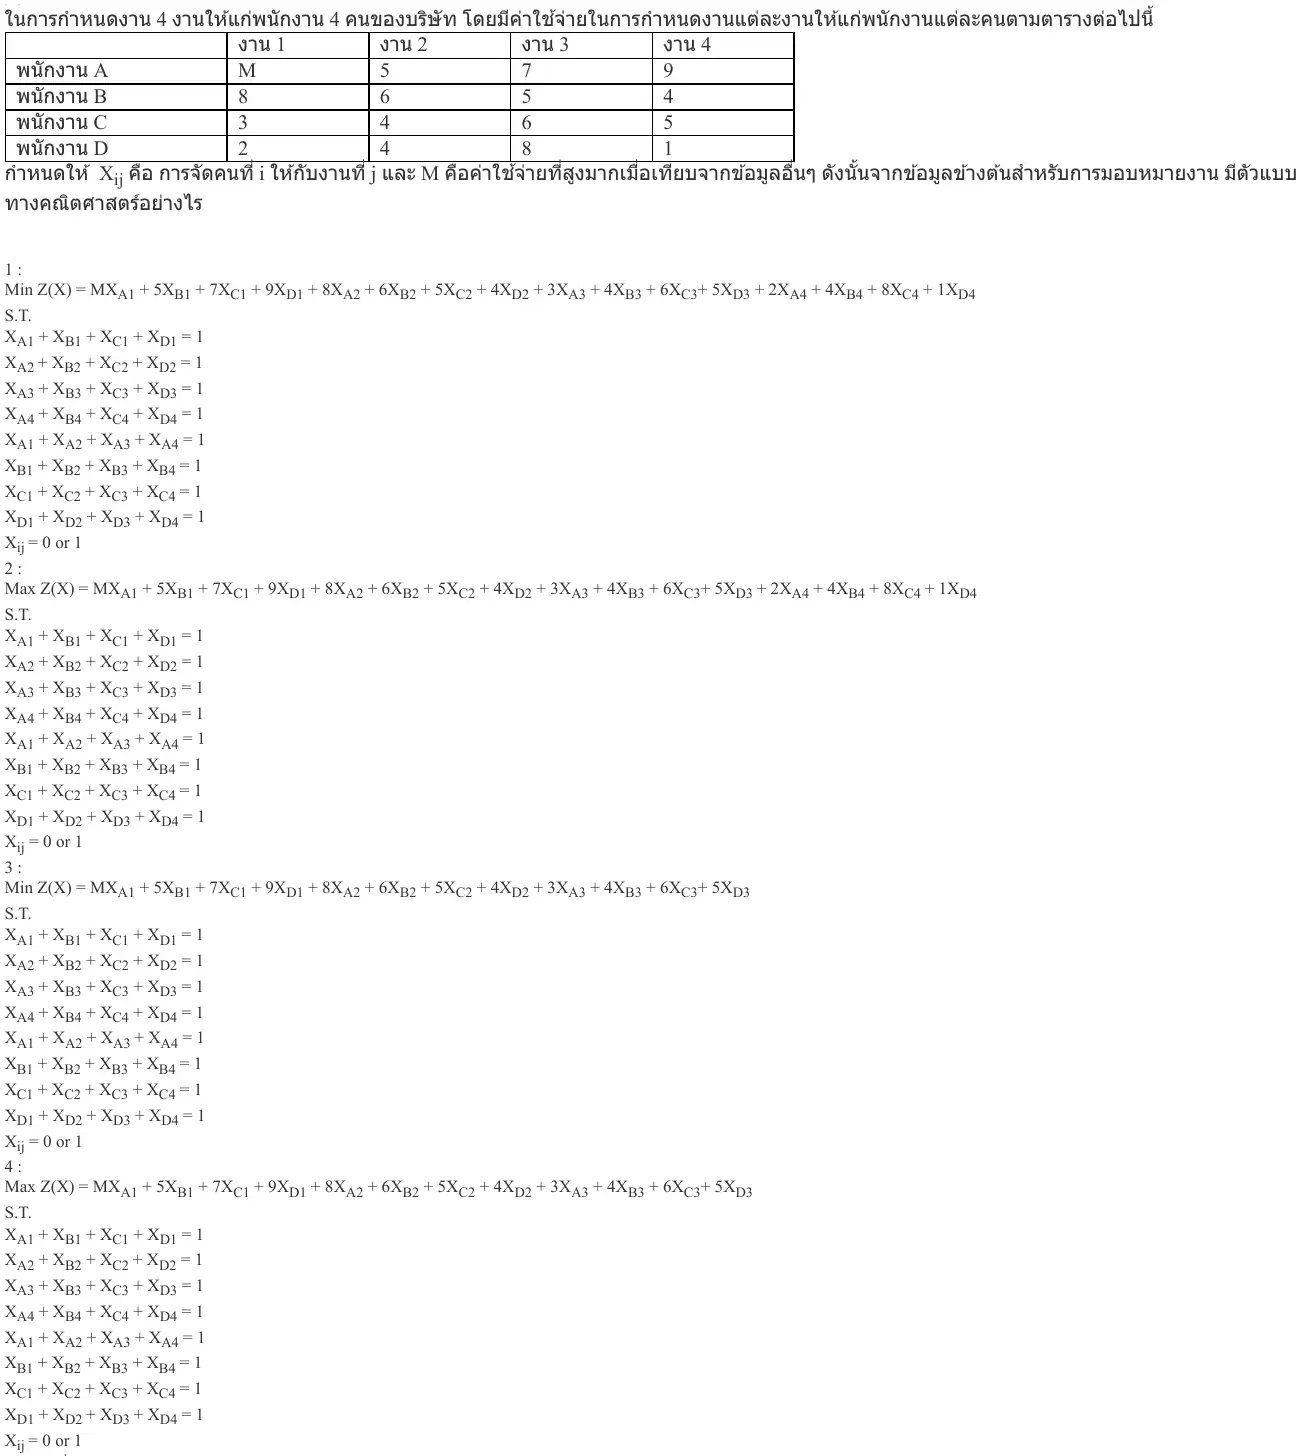 ในการกำหนดงาน 4 งานให้แก่พนักงาน 4 คนของบริษัท โดยมีค่าใช้จ่ายในการกำหนดงานแต่ละงานให้แก่พนักงานแต่ละคนตามตารางต่อไปนี้
งาน 1 งาน 2 งาน 3 งาน 4
พนักงาน A M 5 7 9
พนักงาน B 8 6 5 4
พนักงาน C 3 4 6 5
พนักงาน D 2 4 8 1
กำหนดให้ Xij คือ การจัดคนที่ i ให้กับงานที่ j และ M คือค่าใช้จ่ายที่สูงมากเมื่อเทียบจากข้อมูลอื่นๆ ดังนั้นจากข้อมูลข้างต้นสำหรับการมอบหมายงาน มีตัวแบบ
ทางคณิตศาสตร์อย่างไร
1 :
Min Z(X) = MXA1 + 5XB1 + 7XC1 + 9XD1 + 8XA2 + 6XB2 + 5XC2 + 4XD2 + 3XA3 + 4XB3 + 6XC3+ 5XD3 + 2XA4 + 4XB4 + 8XC4 + 1XD4
S.T.
XA1 + XB1 + XC1 + XD1 = 1
XA2 + XB2 + XC2 + XD2 = 1
XA3 + XB3 + XC3 + XD3 = 1
XA4 + XB4 + XC4 + XD4 = 1
XA1 + XA2 + XA3 + XA4 = 1
XB1 + XB2 + XB3 + XB4 = 1
XC1 + XC2 + XC3 + XC4 = 1
XD1 + XD2 + XD3 + XD4 = 1
Xij = 0 or 1
2 :
Max Z(X) = MXA1 + 5XB1 + 7XC1 + 9XD1 + 8XA2 + 6XB2 + 5XC2 + 4XD2 + 3XA3 + 4XB3 + 6XC3+ 5XD3 + 2XA4 + 4XB4 + 8XC4 + 1XD4
S.T.
XA1 + XB1 + XC1 + XD1 = 1
XA2 + XB2 + XC2 + XD2 = 1
XA3 + XB3 + XC3 + XD3 = 1
XA4 + XB4 + XC4 + XD4 = 1
XA1 + XA2 + XA3 + XA4 = 1
XB1 + XB2 + XB3 + XB4 = 1
XC1 + XC2 + XC3 + XC4 = 1
XD1 + XD2 + XD3 + XD4 = 1
Xij = 0 or 1
3 :
Min Z(X) = MXA1 + 5XB1 + 7XC1 + 9XD1 + 8XA2 + 6XB2 + 5XC2 + 4XD2 + 3XA3 + 4XB3 + 6XC3+ 5XD3
S.T.
XA1 + XB1 + XC1 + XD1 = 1
XA2 + XB2 + XC2 + XD2 = 1
XA3 + XB3 + XC3 + XD3 = 1
XA4 + XB4 + XC4 + XD4 = 1
XA1 + XA2 + XA3 + XA4 = 1
XB1 + XB2 + XB3 + XB4 = 1
XC1 + XC2 + XC3 + XC4 = 1
XD1 + XD2 + XD3 + XD4 = 1
Xij = 0 or 1
4 :
Max Z(X) = MXA1 + 5XB1 + 7XC1 + 9XD1 + 8XA2 + 6XB2 + 5XC2 + 4XD2 + 3XA3 + 4XB3 + 6XC3+ 5XD3
S.T.
XA1 + XB1 + XC1 + XD1 = 1
XA2 + XB2 + XC2 + XD2 = 1
XA3 + XB3 + XC3 + XD3 = 1
XA4 + XB4 + XC4 + XD4 = 1
XA1 + XA2 + XA3 + XA4 = 1
XB1 + XB2 + XB3 + XB4 = 1
XC1 + XC2 + XC3 + XC4 = 1
XD1 + XD2 + XD3 + XD4 = 1
Xij = 0 or 1